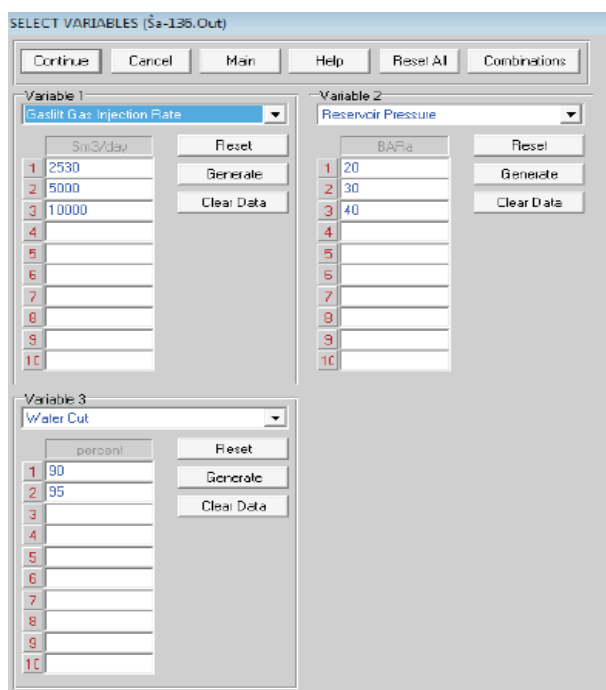 SELECT VARIABLES (Ša-136.Out)
Continue Cancel Main Help Reset All Combinations
Variable 1
Gaslift Gas Injection Rate
Sm3/day
Reset
Generate
Clear Data
1 2530
2 5000
3 10000
4
5
6
7
8
9
10
Variable 2
Reservoir Pressure
BARa
Reset
Generate
Clear Data
1 20
2 30
3 40
4
5
6
7
8
9
10
Variable 3
Water Cut
percent
Reset
Generate
Clear Data
1 90
2 95
3
4
5
6
7
8
9
10